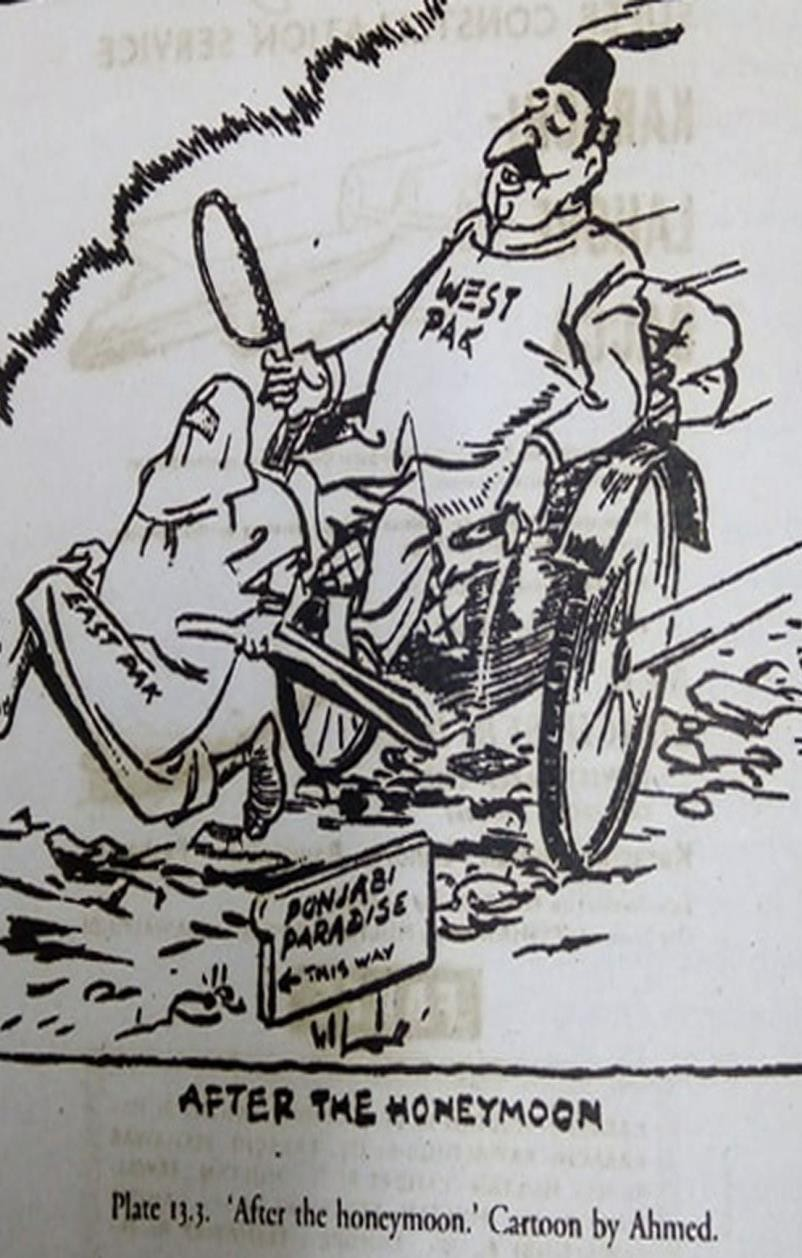 WEST
PAK
EAST PAK
PUNJABI
PARADISE
← THIS WAY
AFTER THE HONEYMOON
Plate 13.3. 'After the honeymoon.' Cartoon by Ahmed.